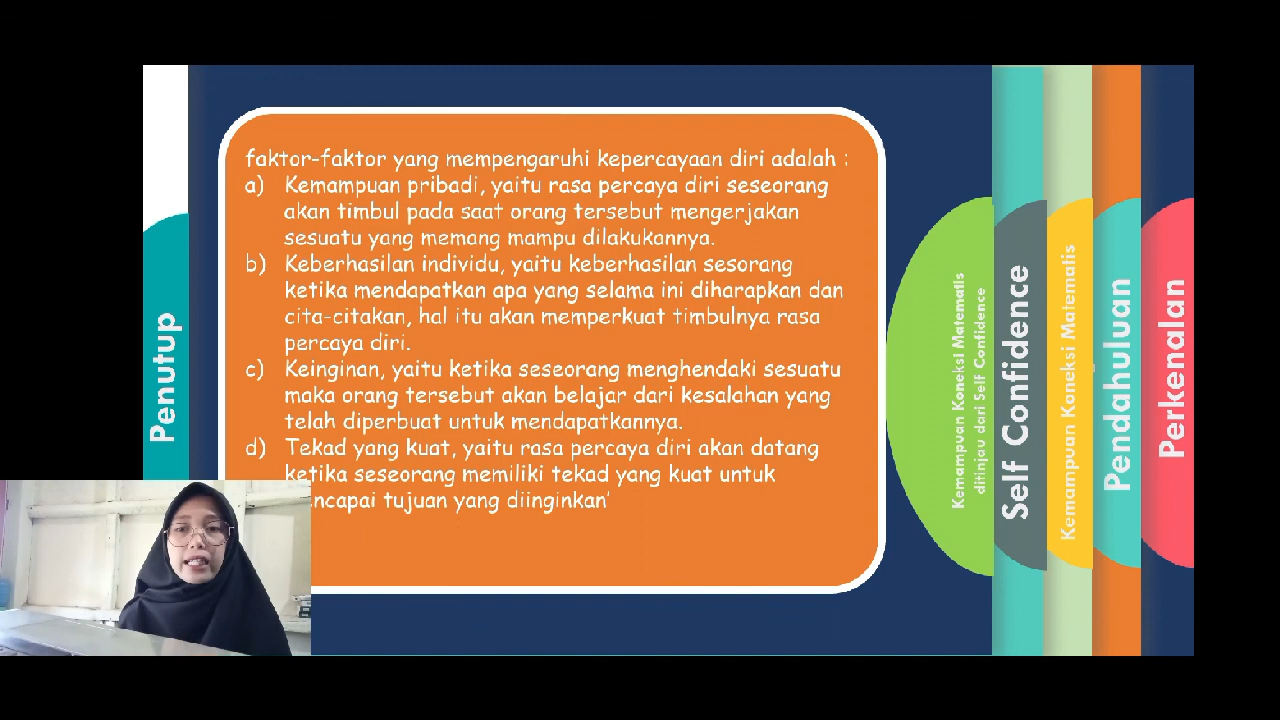 faktor-faktor yang mempengaruhi kepercayaan diri adalah :
a) Kemampuan pribadi, yaitu rasa percaya diri seseorang
akan timbul pada saat orang tersebut mengerjakan
sesuatu yang memang mampu dilakukannya.
b) Keberhasilan individu, yaitu keberhasilan sesorang
ketika mendapatkan apa yang selama ini diharapkan dan
cita-citakan, hal itu akan memperkuat timbulnya rasa
percaya diri.
c) Keinginan, yaitu ketika seseorang menghendaki sesuatu
maka orang tersebut akan belajar dari kesalahan yang
telah diperbuat untuk mendapatkannya.
d) Tekad yang kuat, yaitu rasa percaya diri akan datang
ketika seseorang memiliki tekad yang kuat untuk
ncapai tujuan yang diinginkan'
Penutup
Kemampuan Koneksi Matematis
ditinjau dari Self Confidence
Self Confidence
Kemampuan Koneksi Matematis
Pendahuluan
Perkenalan